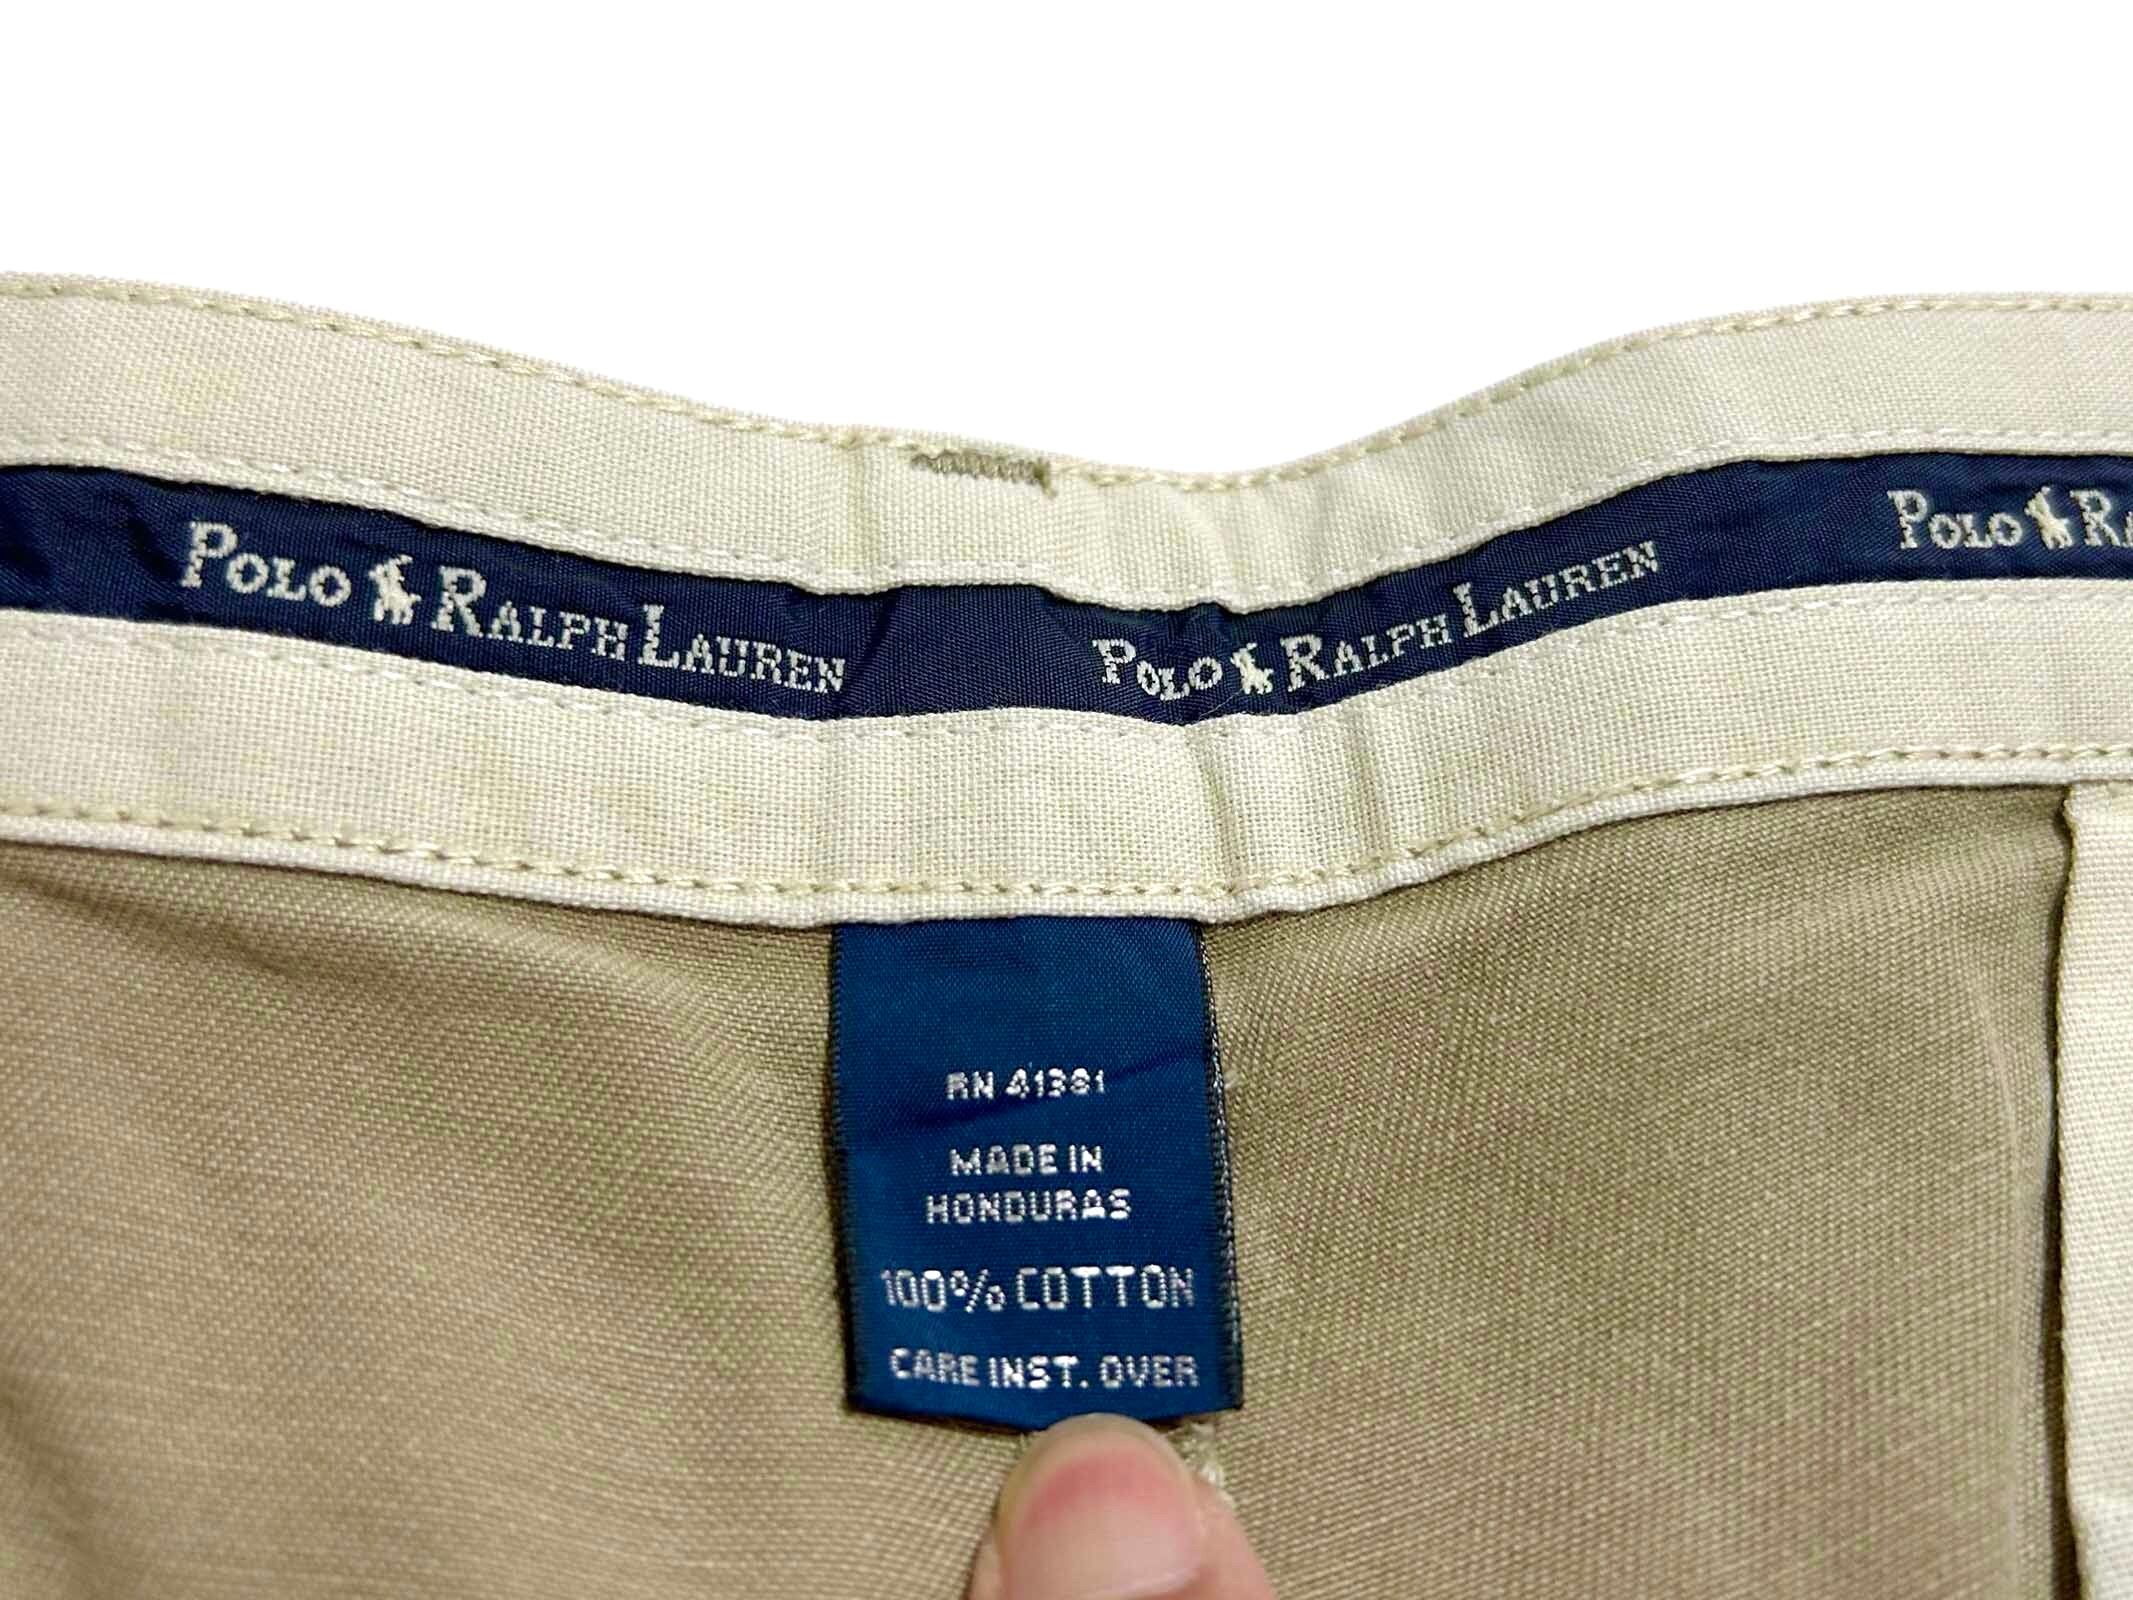 POLO RALPH LAUREN
POLO RALPH LAUREN
POLO
RN 41381
MADE IN
HONDURAS
100% COTTON
CARE INST. OVER